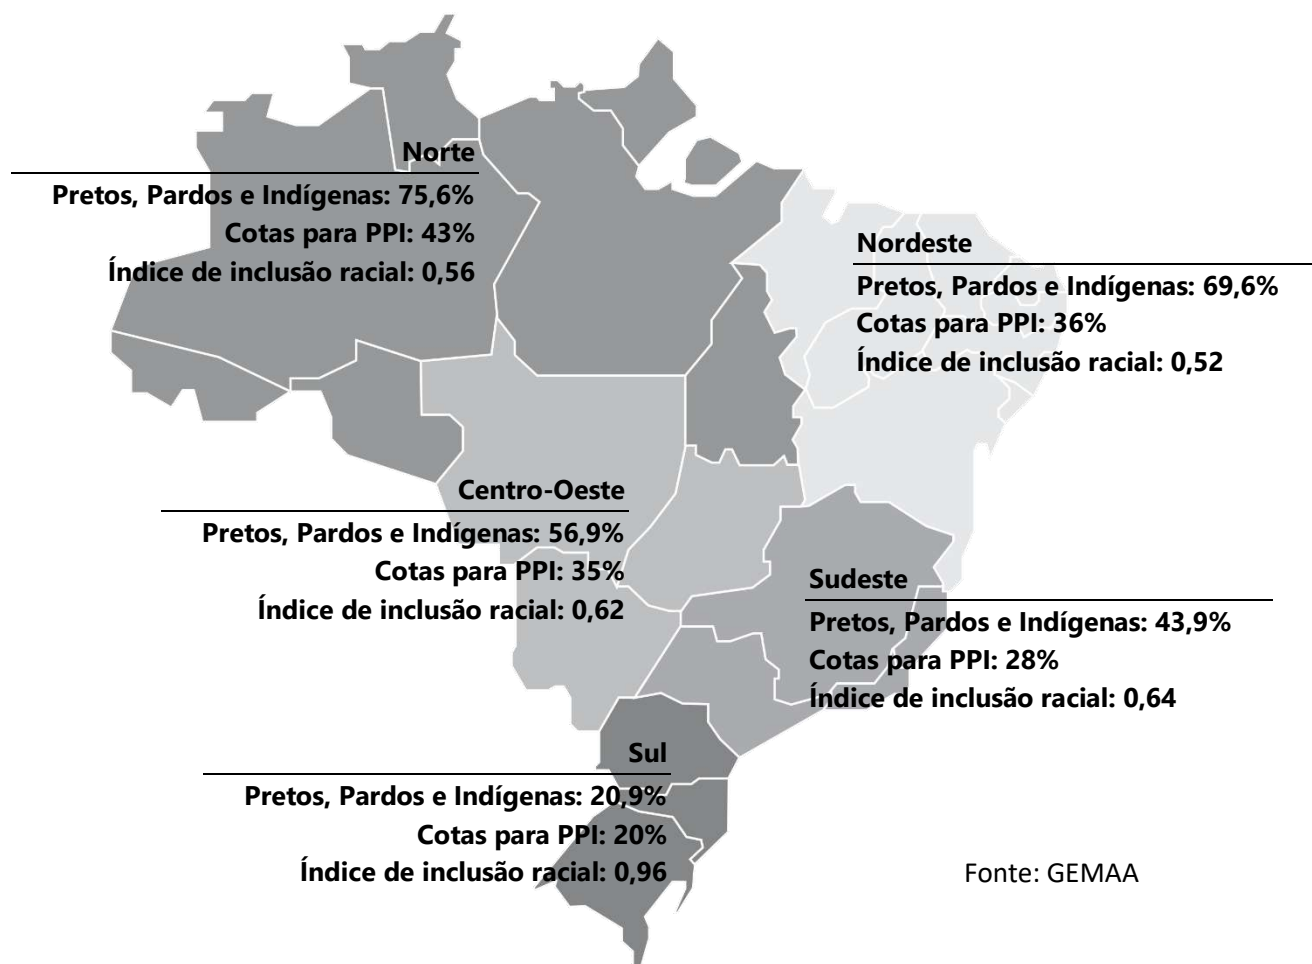 Norte
Pretos, Pardos e Indígenas: 75,6%
Cotas para PPI: 43%
Índice de inclusão racial: 0,56
Nordeste
Pretos, Pardos e Indígenas: 69,6%
Cotas para PPI: 36%
Índice de inclusão racial: 0,52
Centro-Oeste
Pretos, Pardos e Indígenas: 56,9%
Cotas para PPI: 35%
Índice de inclusão racial: 0,62
Sudeste
Pretos, Pardos e Indígenas: 43,9%
Cotas para PPI: 28%
Índice de inclusão racial: 0,64
Sul
Pretos, Pardos e Indígenas: 20,9%
Cotas para PPI: 20%
Índice de inclusão racial: 0,96
Fonte: GEMAA